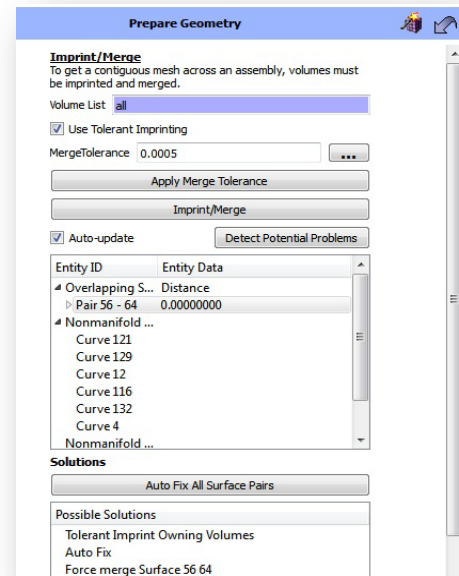 Prepare Geometry
Imprint/Merge
To get a contiguous mesh across an assembly, volumes must
be imprinted and merged.
Volume List all
Use Tolerant Imprinting
MergeTolerance 0.0005 ...
Apply Merge Tolerance
Imprint/Merge
Auto-update Detect Potential Problems
Entity ID Entity Data
Overlapping S... Distance
Pair 56 - 64 0.00000000
Nonmanifold ...
Curve 121
Curve 129
Curve 12
Curve 116
Curve 132
Curve 4
Nonmanifold ...
Solutions
Auto Fix All Surface Pairs
Possible Solutions
Tolerant Imprint Owning Volumes
Auto Fix
Force merge Surface 56 64